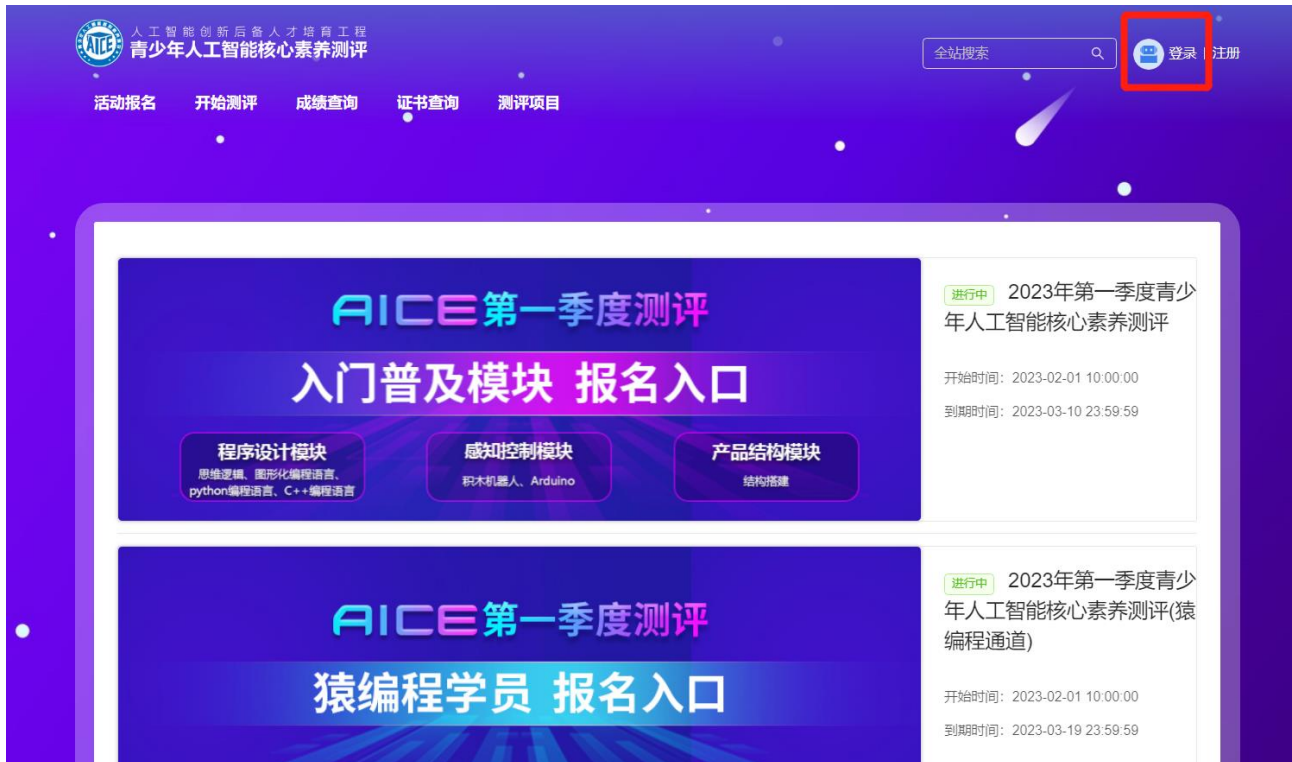 人工智能创新后备人才培育工程
AICE 青少年人工智能核心素养测评
全站搜索
登录 | 注册
活动报名 开始测评 成绩查询 证书查询 测评项目
AICE第一季度测评
入门普及模块 报名入口
程序设计模块
思维逻辑、图形化编程语言、
python编程语言、C++编程语言
感知控制模块
积木机器人、Arduino
产品结构模块
结构搭建
进行中 2023年第一季度青少
年人工智能核心素养测评
开始时间：2023-02-01 10:00:00
到期时间：2023-03-10 23:59:59
AICE第一季度测评
猿编程学员 报名入口
进行中 2023年第一季度青少
年人工智能核心素养测评(猿
编程通道)
开始时间：2023-02-01 10:00:00
到期时间：2023-03-19 23:59:59